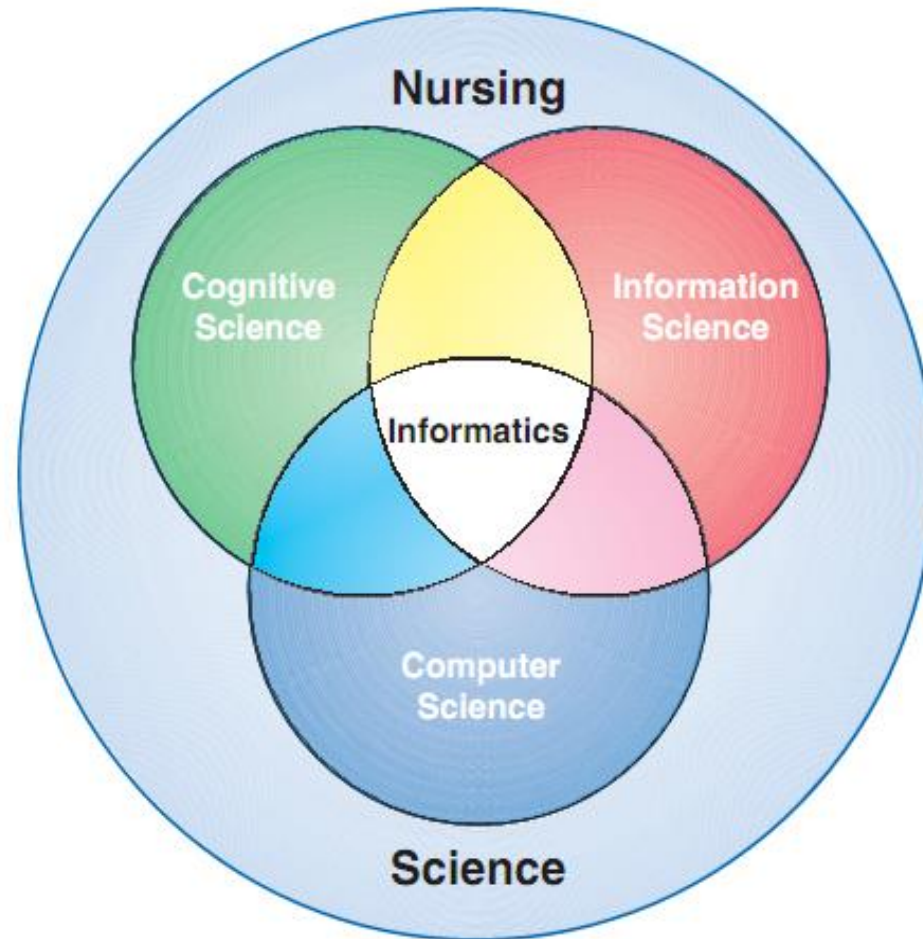 Nursing
Cognitive
Science
Information
Science
Informatics
Computer
Science
Science